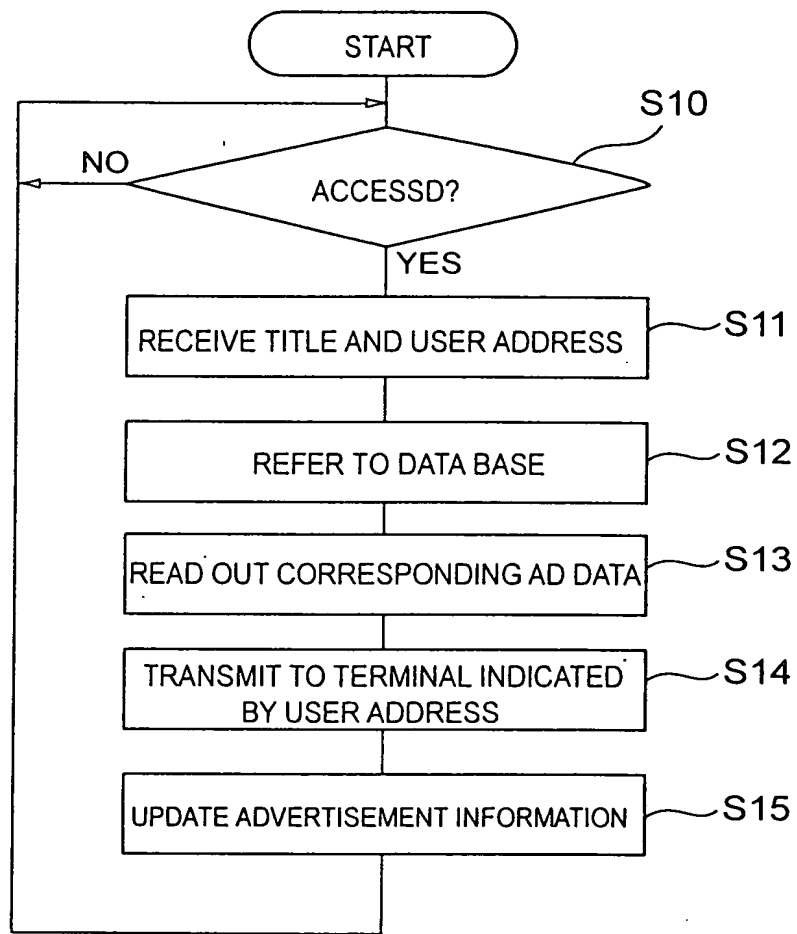 START
S10
NO
ACCESSD?
YES
RECEIVE TITLE AND USER ADDRESS
S11
REFER TO DATA BASE
S12
READ OUT CORRESPONDING AD DATA
S13
TRANSMIT TO TERMINAL INDICATED
BY USER ADDRESS
S14
UPDATE ADVERTISEMENT INFORMATION
S15